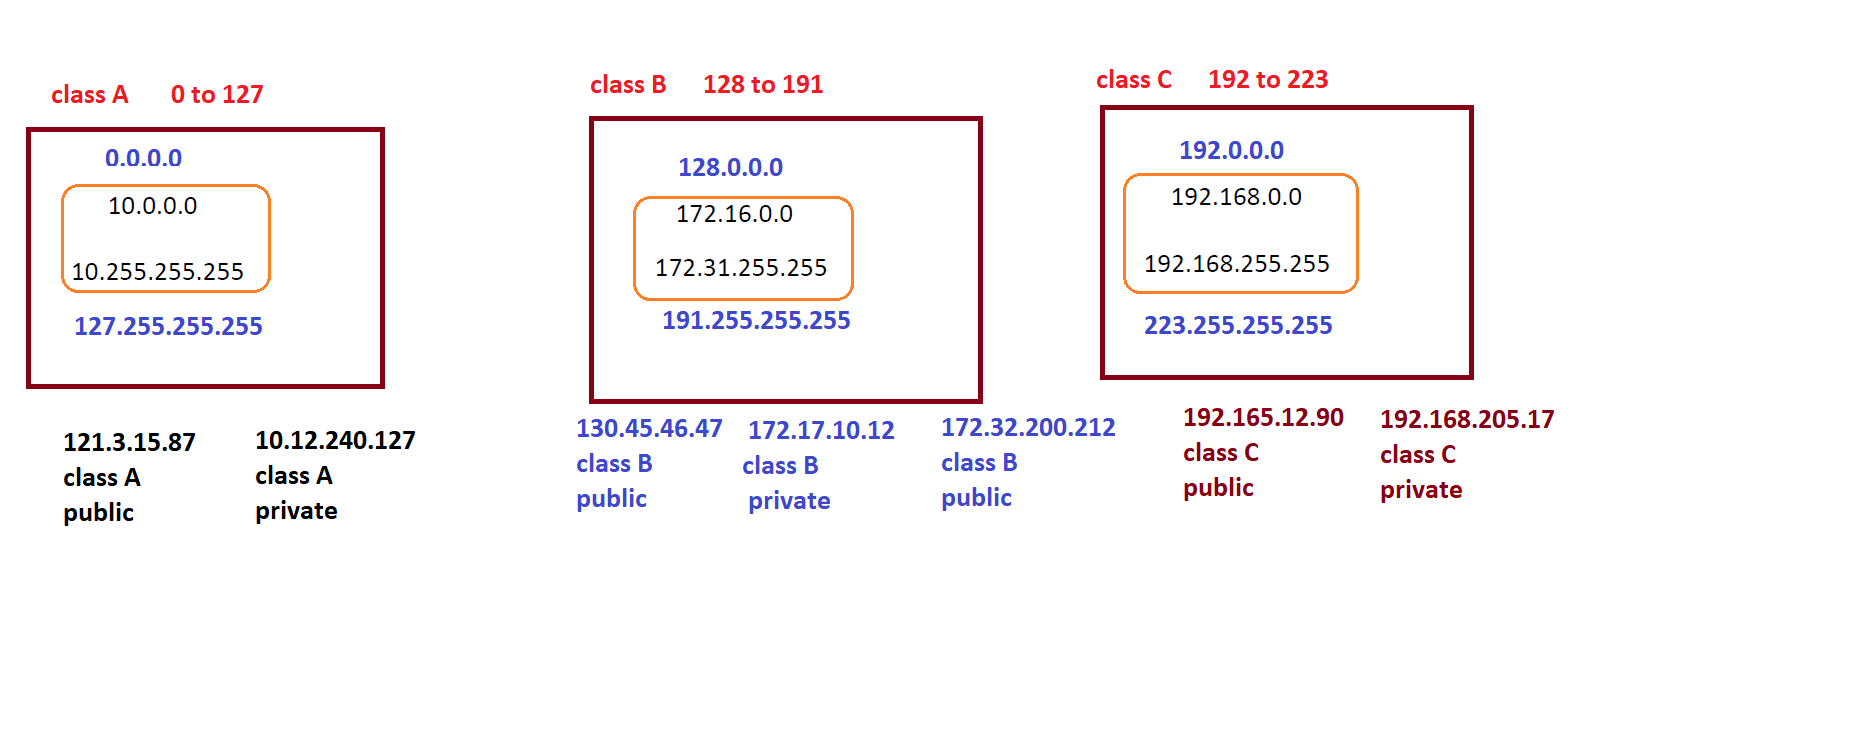 class A 0 to 127
0.0.0.0
10.0.0.0
10.255.255.255
127.255.255.255
121.3.15.87
class A
public
10.12.240.127
class A
private
class B 128 to 191
128.0.0.0
172.16.0.0
172.31.255.255
191.255.255.255
130.45.46.47
class B
public
172.17.10.12
class B
private
172.32.200.212
class B
public
class C 192 to 223
192.0.0.0
192.168.0.0
192.168.255.255
223.255.255.255
192.165.12.90
class C
public
192.168.205.17
class C
private